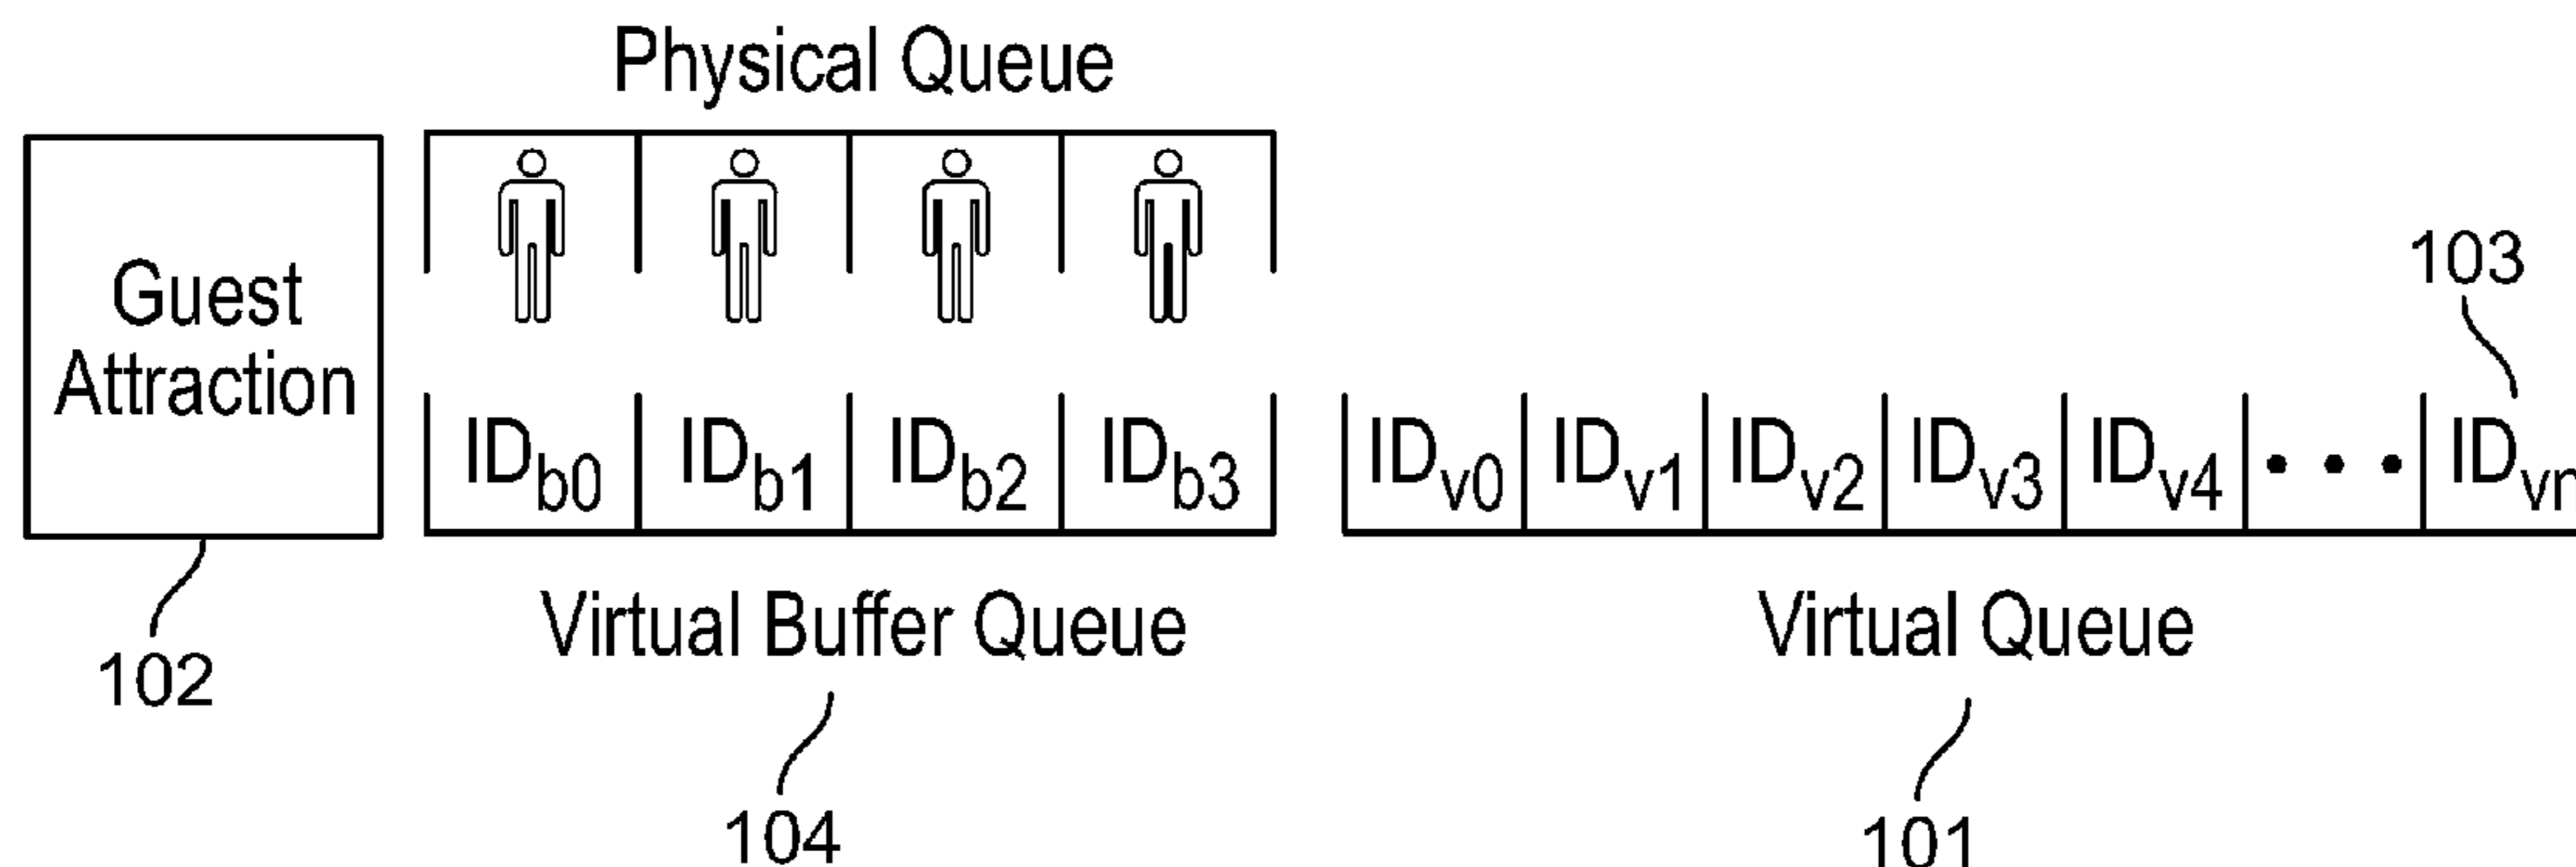 Physical Queue
Guest
Attraction
103
ID_b0 ID_b1 ID_b2 ID_b3 ID_v0 ID_v1 ID_v2 ID_v3 ID_v4 • • • ID_vn
Virtual Buffer Queue
Virtual Queue
102
104
101